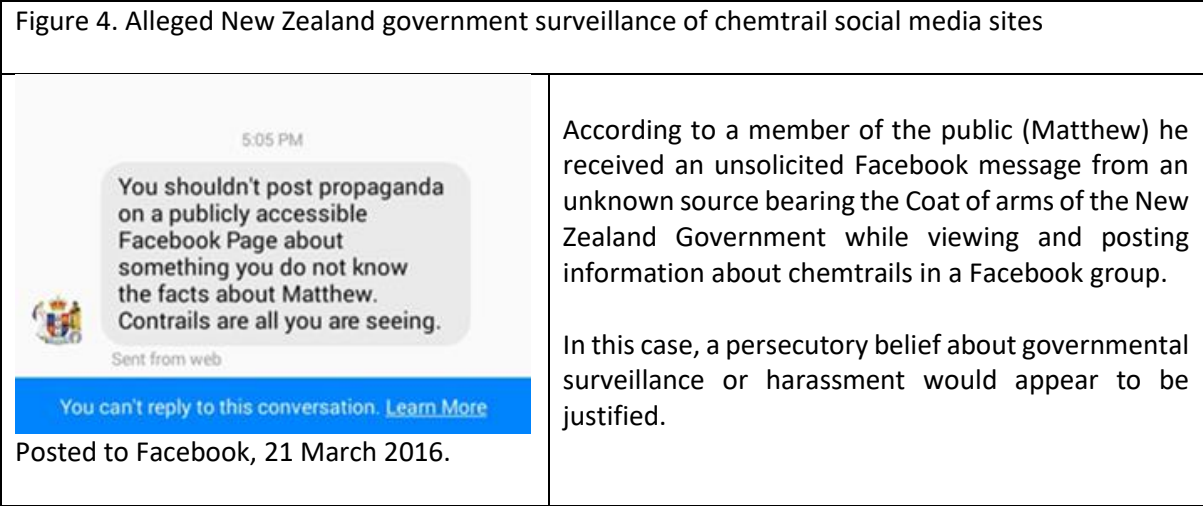 Figure 4. Alleged New Zealand government surveillance of chemtrail social media sites
5:05 PM
You shouldn't post propaganda
on a publicly accessible
Facebook Page about
something you do not know
the facts about Matthew.
Contrails are all you are seeing.
Sent from web
You can't reply to this conversation. Learn More
Posted to Facebook, 21 March 2016.
According to a member of the public (Matthew) he
received an unsolicited Facebook message from an
unknown source bearing the Coat of arms of the New
Zealand Government while viewing and posting
information about chemtrails in a Facebook group.
In this case, a persecutory belief about governmental
surveillance or harassment would appear to be
justified.